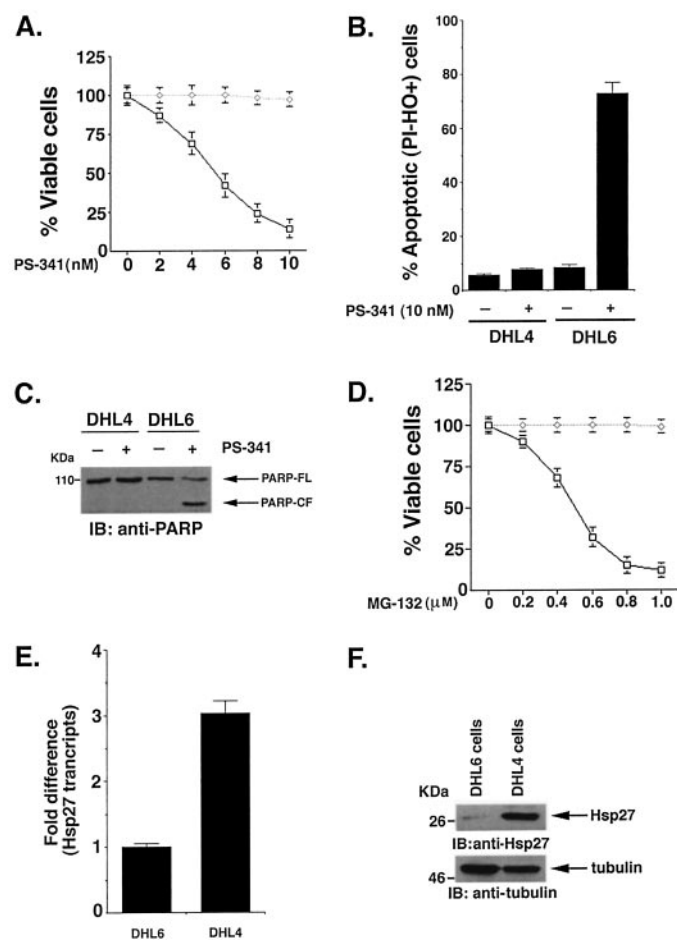 A.
% Viable cells
125
100
75
50
25
PS-341(nM)
0 2 4 6 8 10
B.
% Apoptotic (PI-HO+) cells
80
60
40
20
0
PS-341 (10 nM)
– + – +
DHL4 DHL6
C.
DHL4 DHL6
– + – + PS-341
KDa
110
PARP-FL
PARP-CF
IB: anti-PARP
D.
% Viable cells
125
100
75
50
25
0
MG-132 (µM)
0 0.2 0.4 0.6 0.8 1.0
E.
Fold difference
(Hsp27 trancripts)
4
3
2
1
0
DHL6 DHL4
F.
DHL6 cells
DHL4 cells
KDa
26
Hsp27
IB:anti-Hsp27
46
tubulin
IB: anti-tubulin